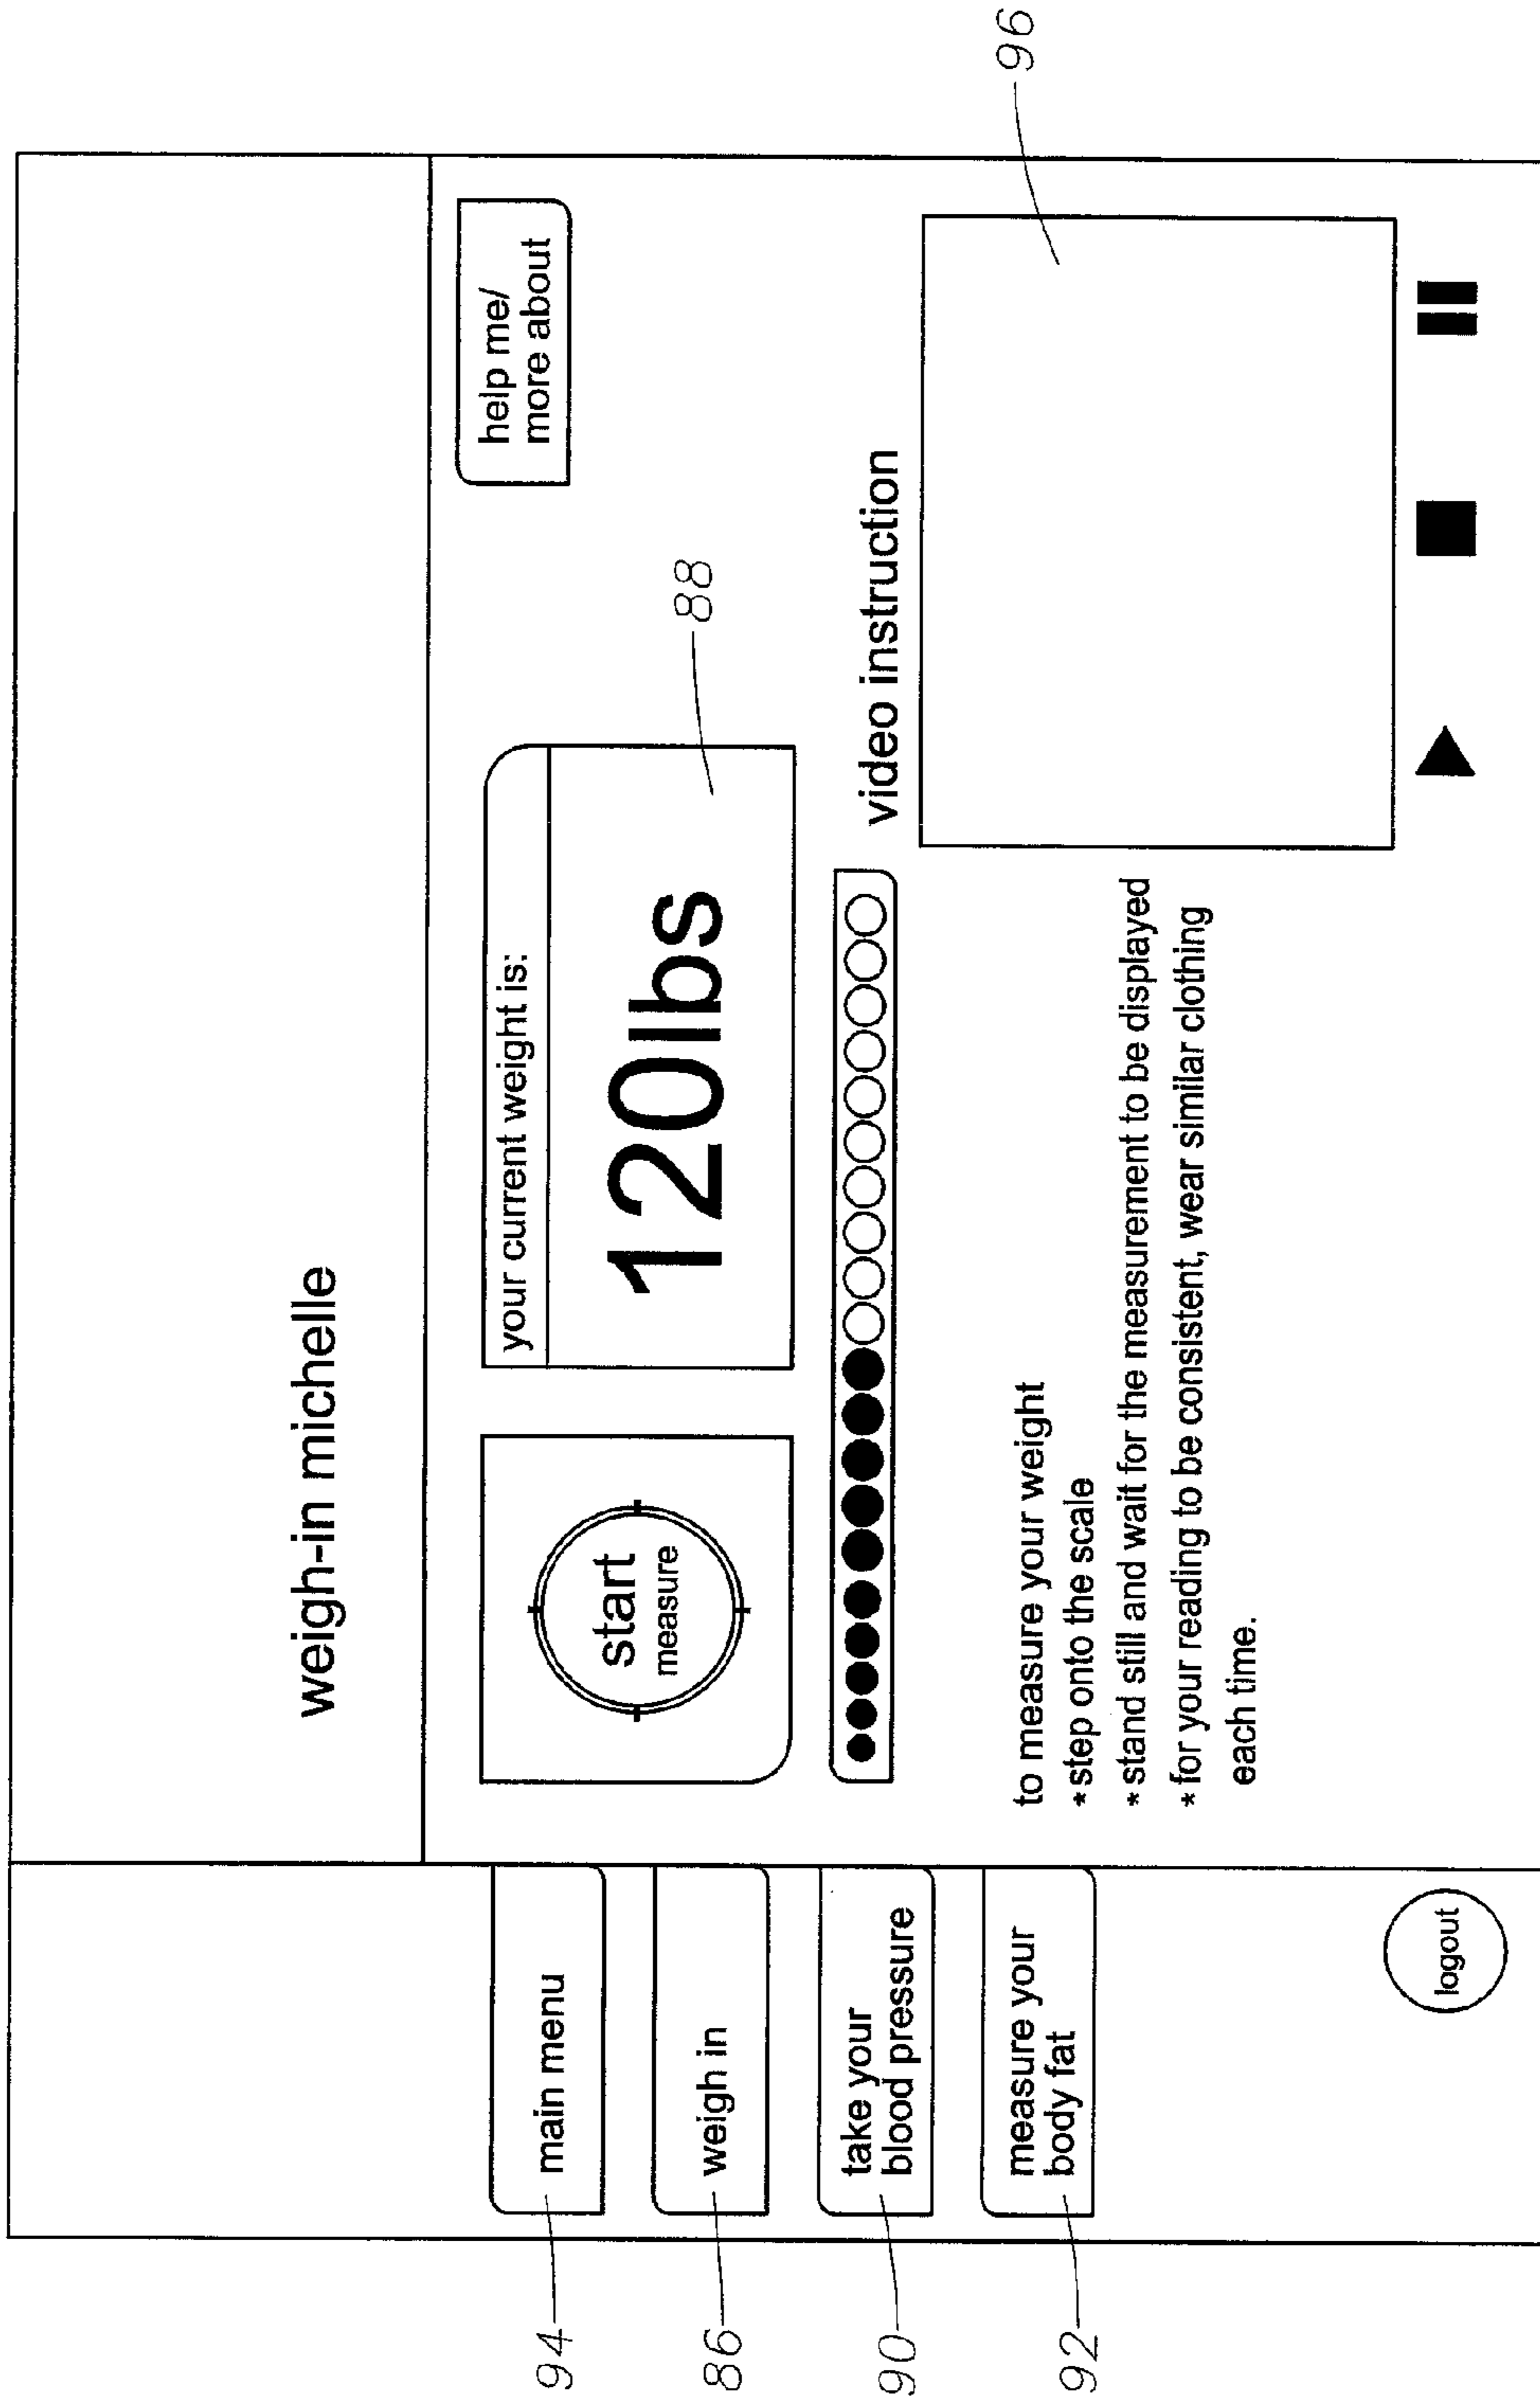 weigh-in michelle
94
main menu
86
weigh in
90
take your
blood pressure
92
measure your
body fat
logout
start
measure
your current weight is:
120lbs
88
help me/
more about
to measure your weight
*step onto the scale
*stand still and wait for the measurement to be displayed
*for your reading to be consistent, wear similar clothing
each time.
video instruction
96